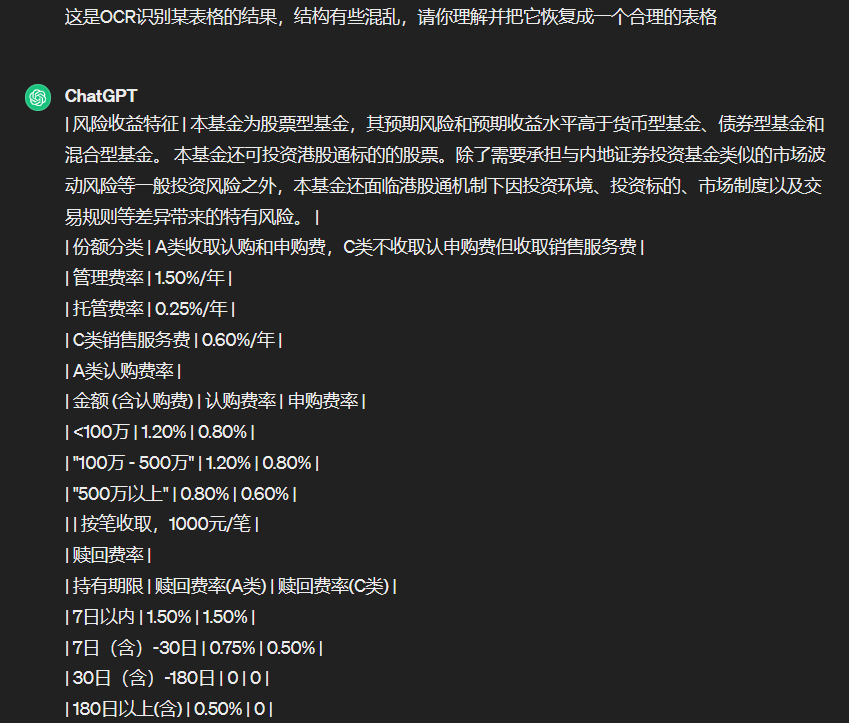 这是OCR识别某表格的结果，结构有些混乱，请你理解并把它恢复成一个合理的表格
ChatGPT
| 风险收益特征 | 本基金为股票型基金，其预期风险和预期收益水平高于货币型基金、债券型基金和
混合型基金。 本基金还可投资港股通标的的股票。除了需要承担与内地证券投资基金类似的市场波
动风险等一般投资风险之外，本基金还面临港股通机制下因投资环境、投资标的、市场制度以及交
易规则等差异带来的特有风险。 |
| 份额分类 | A类收取认购和申购费，C类不收取认申购费但收取销售服务费 |
| 管理费率 | 1.50%/年 |
| 托管费率 | 0.25%/年 |
| C类销售服务费 | 0.60%/年 |
| A类认购费率 |
| 金额 (含认购费) | 认购费率 | 申购费率 |
| <100万 | 1.20% | 0.80% |
| "100万 - 500万" | 1.20% | 0.80% |
| "500万以上" | 0.80% | 0.60% |
| | 按笔收取，1000元/笔 |
| 赎回费率 |
| 持有期限 | 赎回费率(A类) | 赎回费率(C类) |
| 7日以内 | 1.50% | 1.50% |
| 7日（含）-30日 | 0.75% | 0.50% |
| 30日（含）-180日 | 0 | 0 |
| 180日以上(含) | 0.50% | 0 |